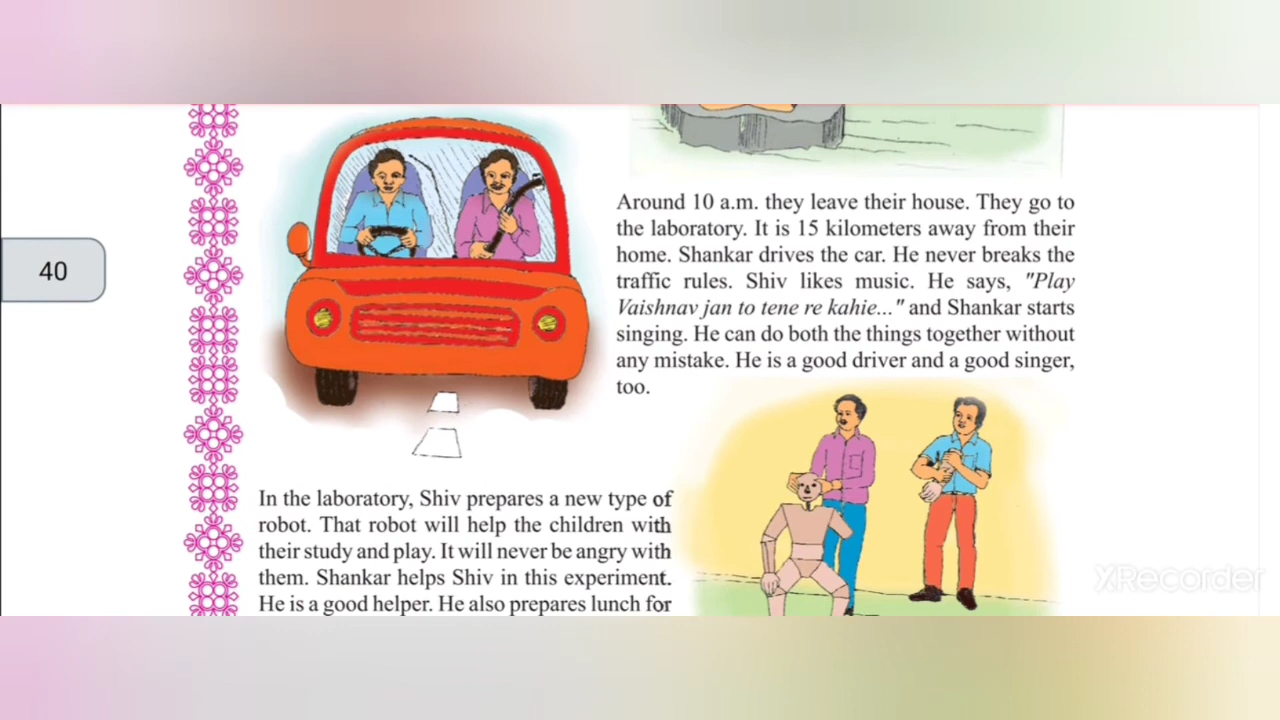 40
Around 10 a.m. they leave their house. They go to
the laboratory. It is 15 kilometers away from their
home. Shankar drives the car. He never breaks the
traffic rules. Shiv likes music. He says, "Play
Vaishnav jan to tene re kahie..." and Shankar starts
singing. He can do both the things together without
any mistake. He is a good driver and a good singer,
too.
In the laboratory, Shiv prepares a new type of
robot. That robot will help the children with
their study and play. It will never be angry with
them. Shankar helps Shiv in this experiment.
He is a good helper. He also prepares lunch for
XRecorder